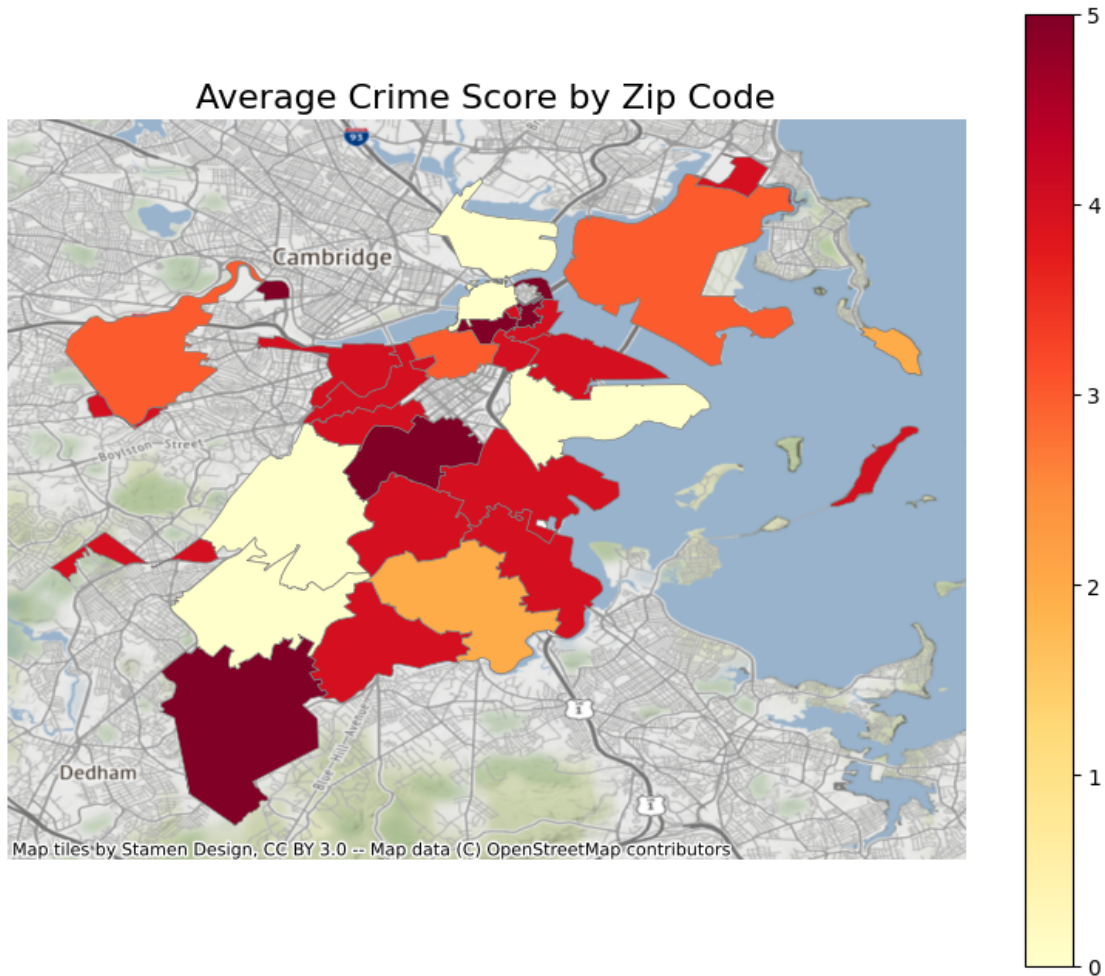 Average Crime Score by Zip Code
93
Cambridge
Boylston Street
Blue Hill Avenue
1
Dedham
1
Map tiles by Stamen Design, CC BY 3.0 -- Map data (C) OpenStreetMap contributors
5
4
3
2
1
0